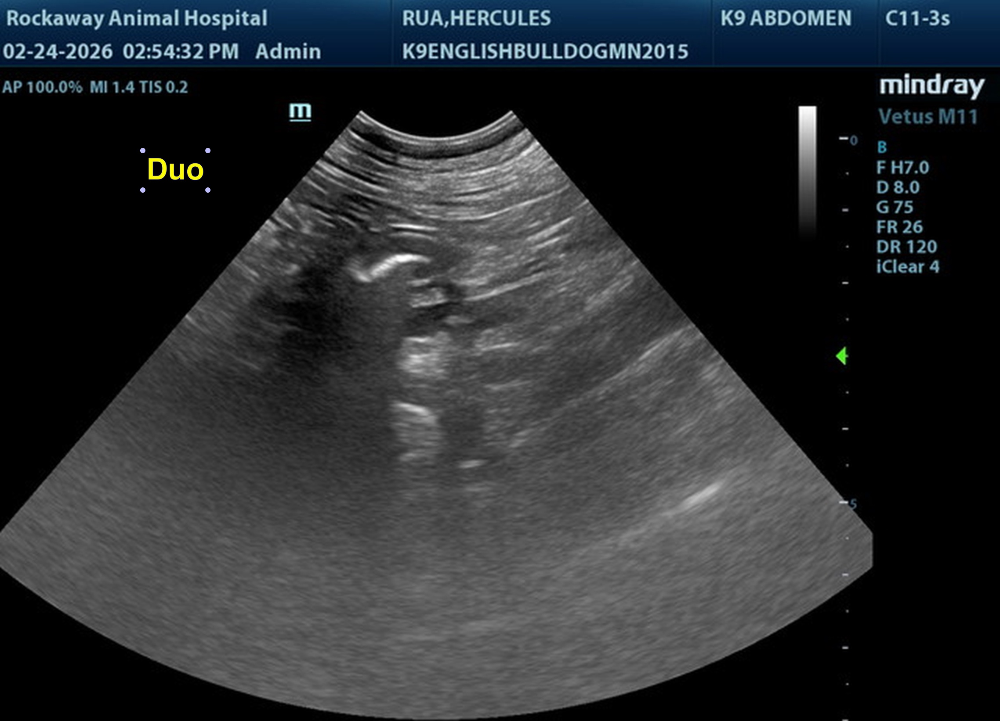 Rockaway Animal Hospital
RUA,HERCULES
K9 ABDOMEN
C11-3s
02-24-2026 02:54:32 PM Admin
K9ENGLISHBULLDOGMN2015
AP 100.0% MI 1.4 TIS 0.2
mindray
m
Vetus M11
Duo
0
B
F H7.0
D 8.0
G 75
FR 26
DR 120
iClear 4
5